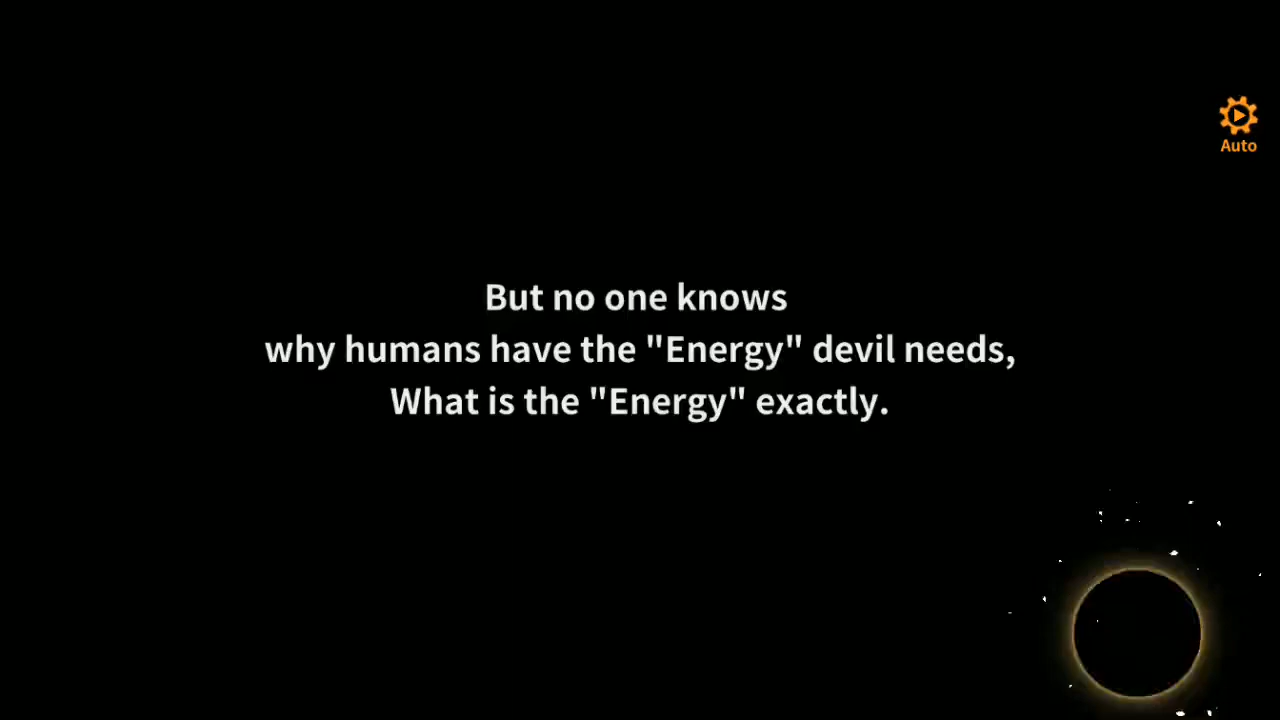 Auto
But no one knows
why humans have the "Energy" devil needs,
What is the "Energy" exactly.